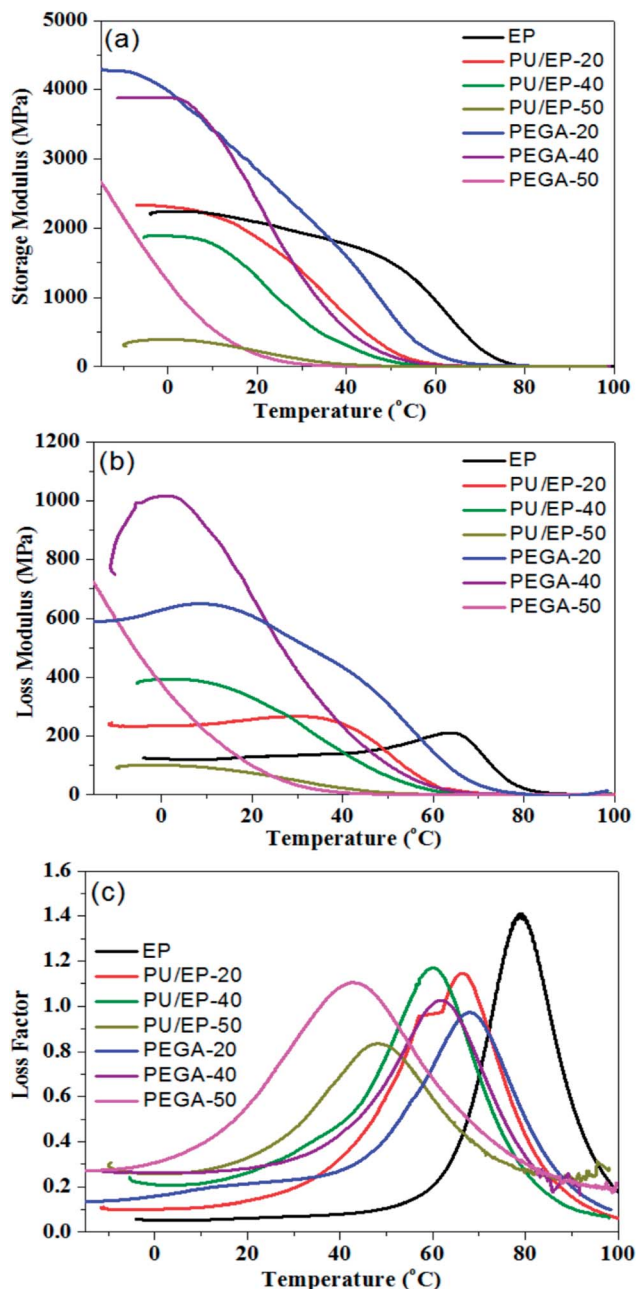 (a)
EP
PU/EP-20
PU/EP-40
PU/EP-50
PEGA-20
PEGA-40
PEGA-50
5000
4000
3000
2000
1000
0
Storage Modulus (MPa)
0 20 40 60 80 100
Temperature (°C)
(b)
EP
PU/EP-20
PU/EP-40
PU/EP-50
PEGA-20
PEGA-40
PEGA-50
1200
1000
800
600
400
200
0
Loss Modulus (MPa)
0 20 40 60 80 100
Temperature (°C)
(c)
EP
PU/EP-20
PU/EP-40
PU/EP-50
PEGA-20
PEGA-40
PEGA-50
1.6
1.4
1.2
1.0
0.8
0.6
0.4
0.2
0.0
Loss Factor
0 20 40 60 80 100
Temperature (°C)